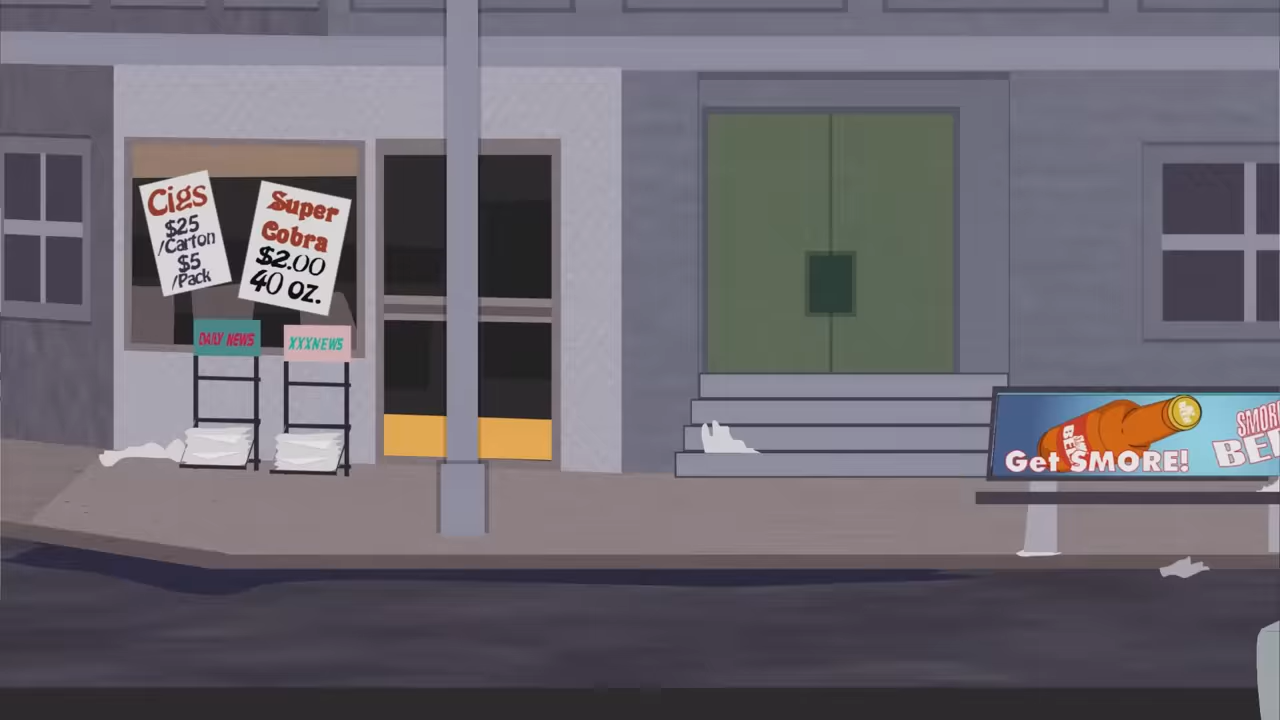 Cigs
$25
/Carton
$5
/Pack
Super
Cobra
$2.00
40 oz.
DAILY NEWS
XXXNEWS
Get SMORE!